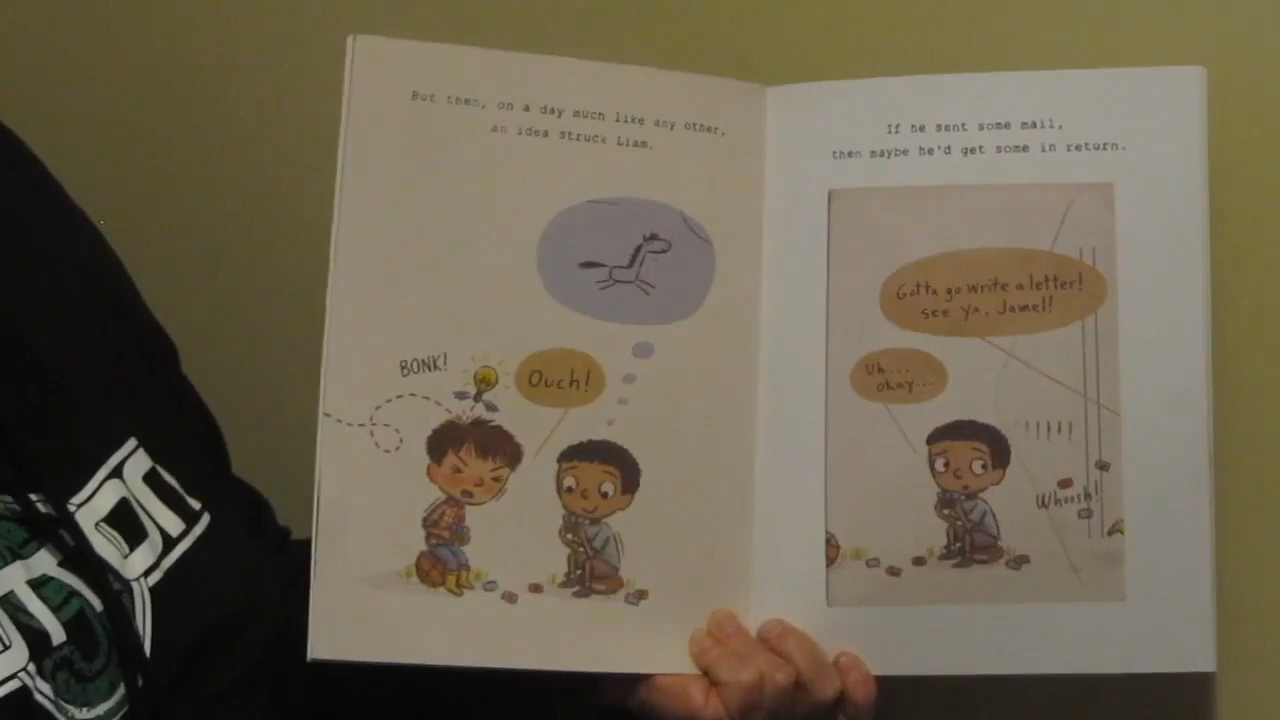 But then, on a day much like any other,
an idea struck Liam.
BONK!
Ouch!
If he sent some mail,
then maybe he'd get some in return.
Gotta go write a letter!
see ya, Jamel!
Uh...
okay...
Whoosh!